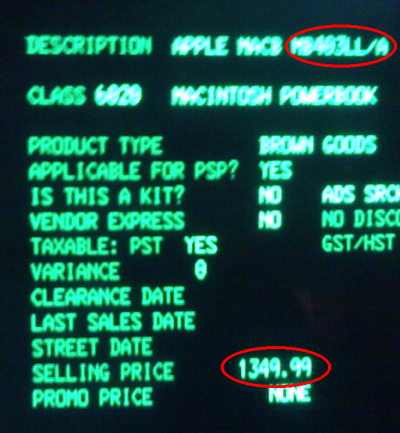 DESCRIPTION APPLE MACB MB403LL/A
CLASS 6020 MACINTOSH POWERBOOK
PRODUCT TYPE BROWN GOODS
APPLICABLE FOR PSP? YES
IS THIS A KIT? NO ADS SRC
VENDOR EXPRESS NO NO DISCO
TAXABLE: PST YES GST/HST
VARIANCE 0
CLEARANCE DATE
LAST SALES DATE
STREET DATE
SELLING PRICE 1349.99
PROMO PRICE NONE